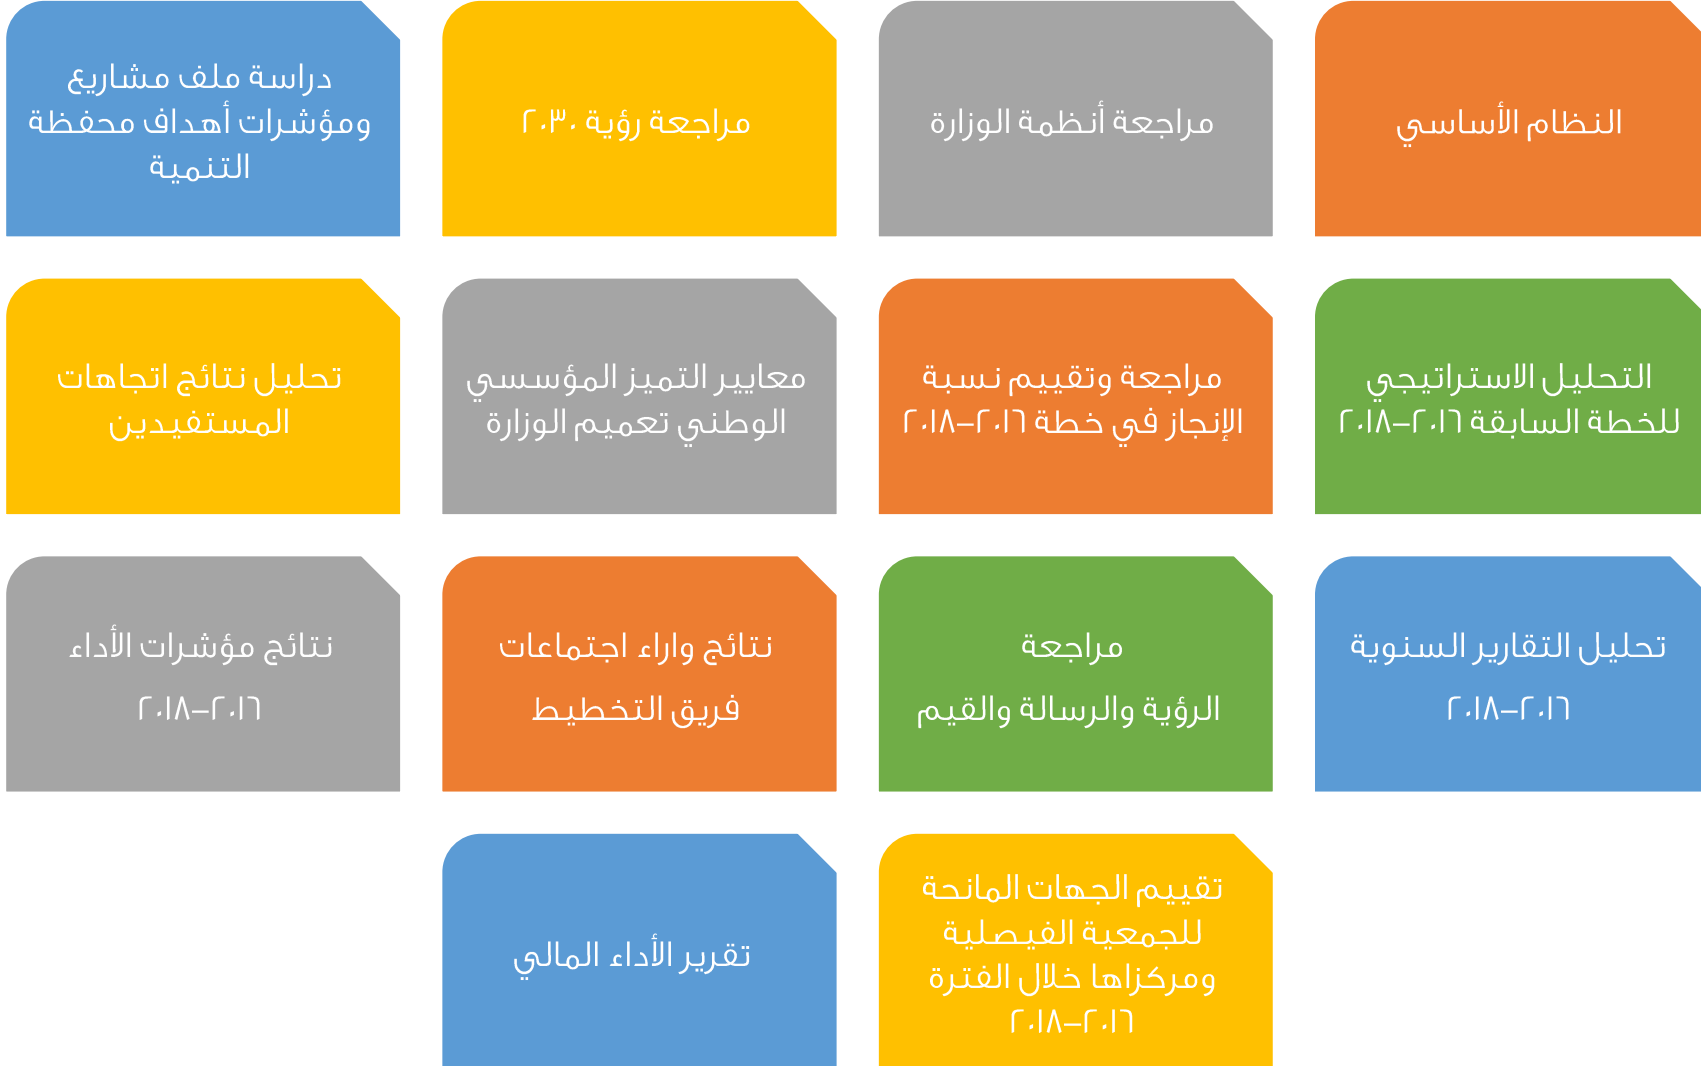 النظام الأساسي
مراجعة أنظمة الوزارة
مراجعة رؤية ٢٠٣٠
دراسة ملف مشاريع
ومؤشرات أهداف محفظة
التنمية
التحليل الاستراتيجي
للخطة السابقة ٢٠١٦-٢٠١٨
مراجعة وتقييم نسبة
الإنجاز في خطة ٢٠١٦-٢٠١٨
معايير التميز المؤسسي
الوطني تعميم الوزارة
تحليل نتائج اتجاهات
المستفيدين
تحليل التقارير السنوية
٢٠١٦-٢٠١٨
مراجعة
الرؤية والرسالة والقيم
نتائج واراء اجتماعات
فريق التخطيط
نتائج مؤشرات الأداء
٢٠١٦-٢٠١٨
تقييم الجهات المانحة
للجمعية الفيصلية
ومركزاها خلال الفترة
٢٠١٦-٢٠١٨
تقرير الأداء المالي